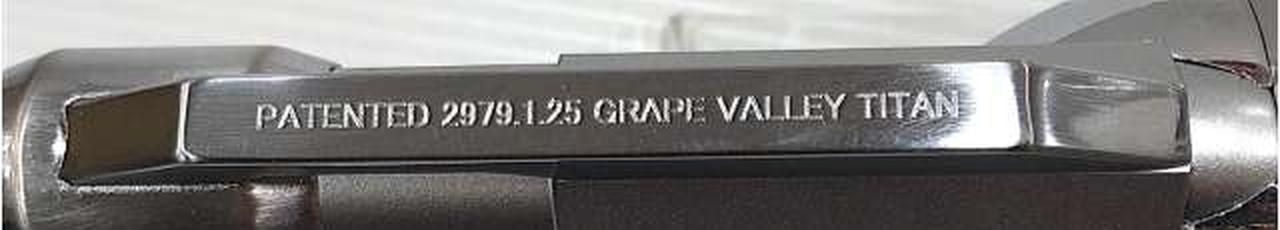 PATENTED 2979.1.25 GRAPE VALLEY TITAN